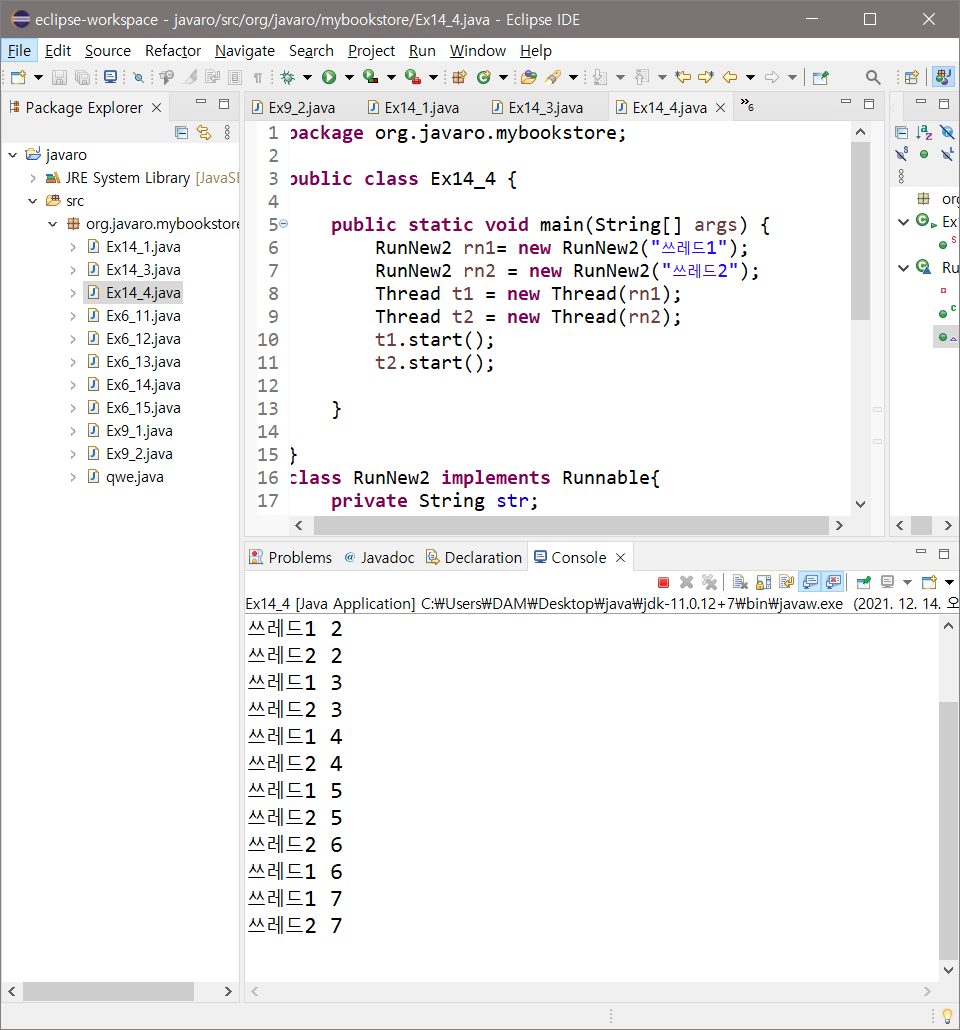 eclipse-workspace - javaro/src/org/javaro/mybookstore/Ex14_4.java - Eclipse IDE
File Edit Source Refactor Navigate Search Project Run Window Help
Package Explorer
javaro
JRE System Library [JavaSE
src
org.javaro.mybookstore
Ex14_1.java
Ex14_3.java
Ex14_4.java
Ex6_11.java
Ex6_12.java
Ex6_13.java
Ex6_14.java
Ex6_15.java
Ex9_1.java
Ex9_2.java
qwe.java
Ex9_2.java Ex14_1.java Ex14_3.java Ex14_4.java »6
1 package org.javaro.mybookstore;
2
3 public class Ex14_4 {
4
5 public static void main(String[] args) {
6 RunNew2 rn1= new RunNew2("쓰레드1");
7 RunNew2 rn2 = new RunNew2("쓰레드2");
8 Thread t1 = new Thread(rn1);
9 Thread t2 = new Thread(rn2);
10 t1.start();
11 t2.start();
12
13 }
14
15 }
16 class RunNew2 implements Runnable{
17 private String str;
org
Ex
Ru
Problems @ Javadoc Declaration Console
Ex14_4 [Java Application] C:₩Users₩DAM₩Desktop₩java₩jdk-11.0.12+7₩bin₩javaw.exe (2021. 12. 14. 오
쓰레드1 2
쓰레드2 2
쓰레드1 3
쓰레드2 3
쓰레드1 4
쓰레드2 4
쓰레드1 5
쓰레드2 5
쓰레드2 6
쓰레드1 6
쓰레드1 7
쓰레드2 7